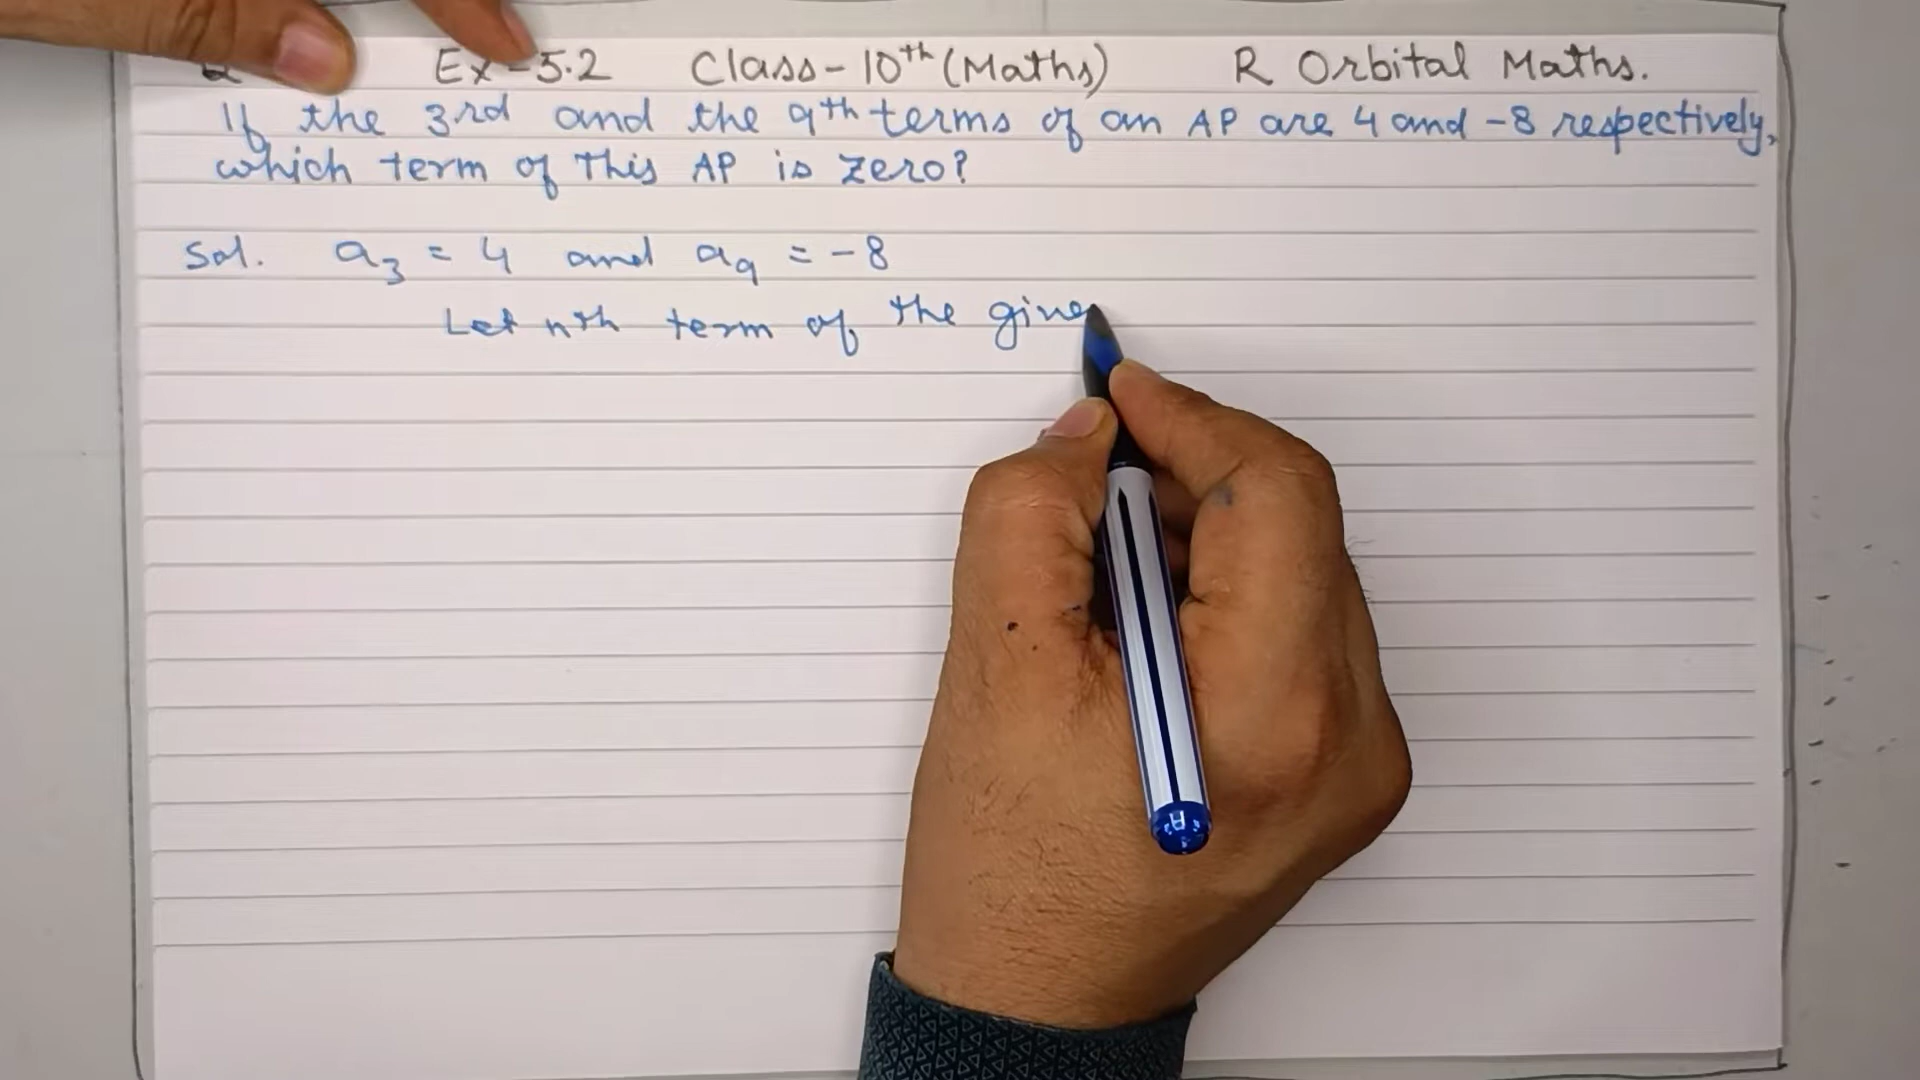 Ex-5.2 Class-10th (Maths) R Orbital Maths.
If the 3rd and the 9th terms of an AP are 4 and -8 respectively,
which term of this AP is zero?
Sol. a₃ = 4 and a₉ = -8
Let nth term of the give